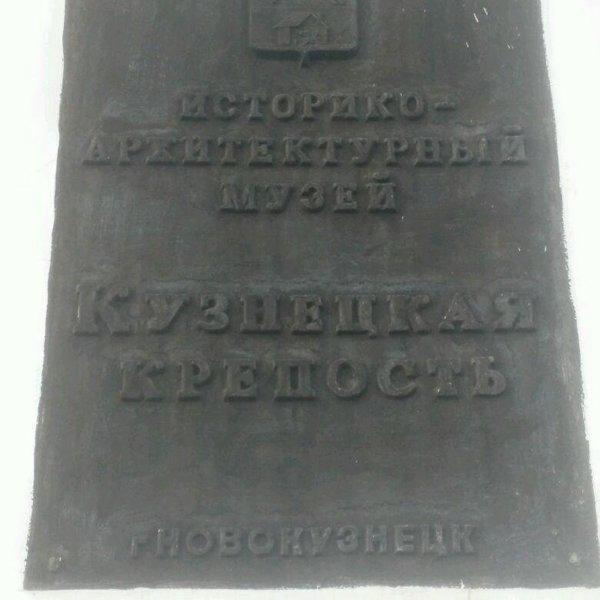 ИСТОРИКО-
АРХИТЕКТУРНЫЙ
МУЗЕЙ
КУЗНЕЦКАЯ
КРЕПОСТЬ
г.НОВОКУЗНЕЦК